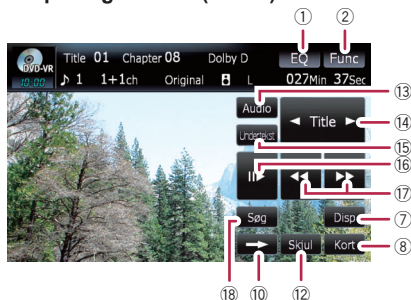 ① ②
DVD-VR Title 01 Chapter 08 Dolby D EQ Func
10:00 ♪ 1 1+1ch Original L 027Min 37Sec
⑬
Audio
◄ Title ► ⑭
Undertekst
⑮
⑯
⑰
Søg Disp ⑦
Skjul Kort ⑧
⑱ ⑩ ⑫